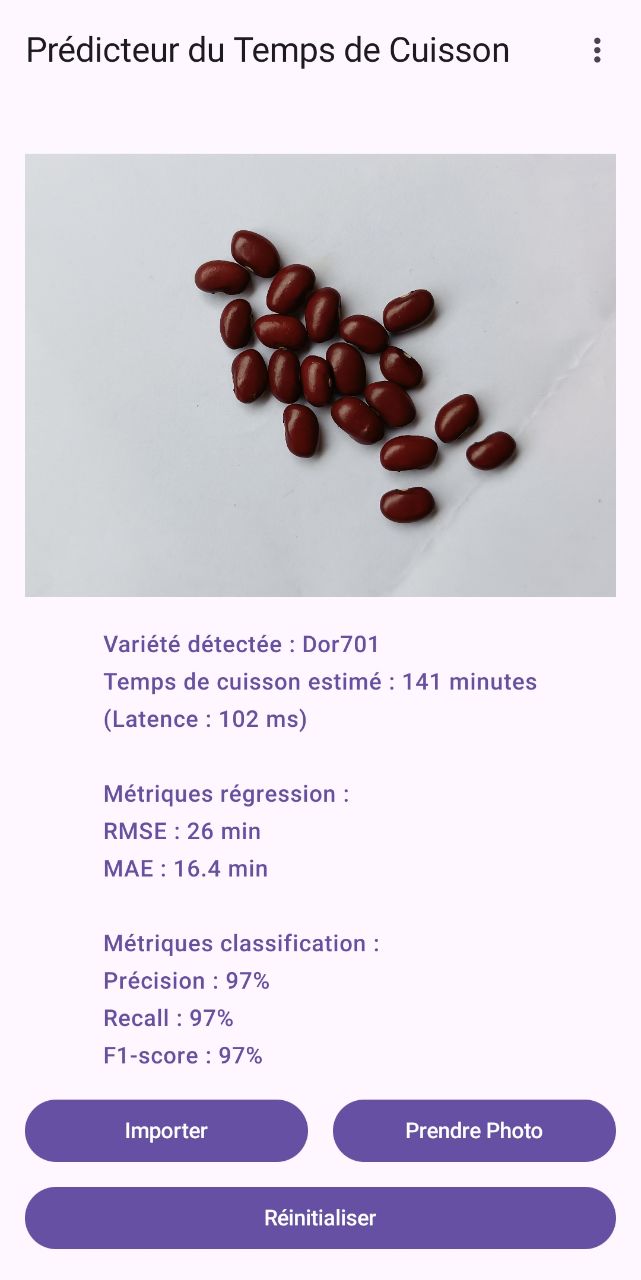 Prédicteur du Temps de Cuisson
Variété détectée : Dor701
Temps de cuisson estimé : 141 minutes
(Latence : 102 ms)
Métriques régression :
RMSE : 26 min
MAE : 16.4 min
Métriques classification :
Précision : 97%
Recall : 97%
F1-score : 97%
Importer
Prendre Photo
Réinitialiser